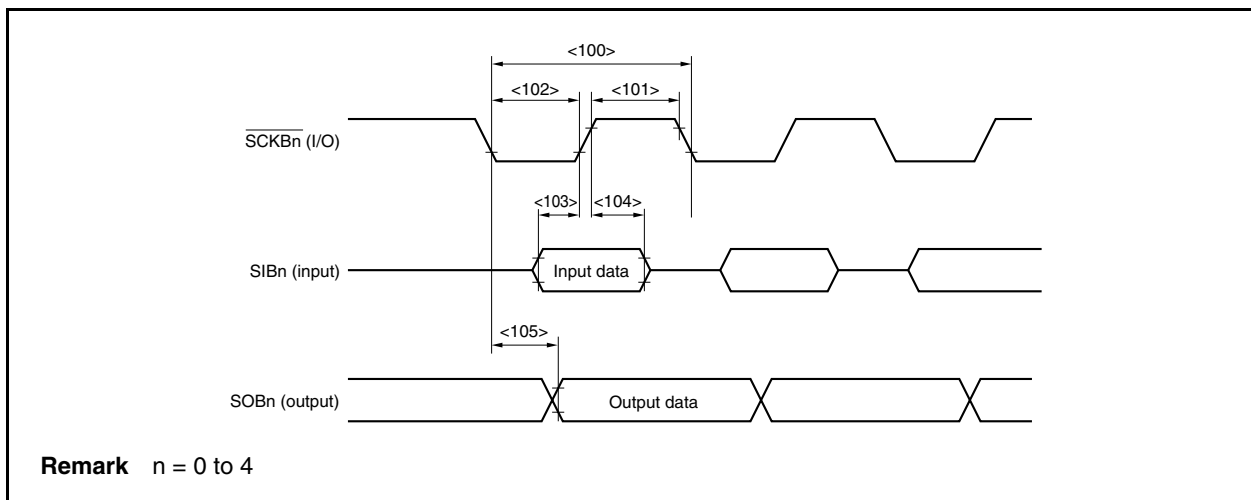 <100>
<102> <101>
SCKBn (I/O)
<103> <104>
SIBn (input) Input data
<105>
SOBn (output) Output data
Remark n = 0 to 4